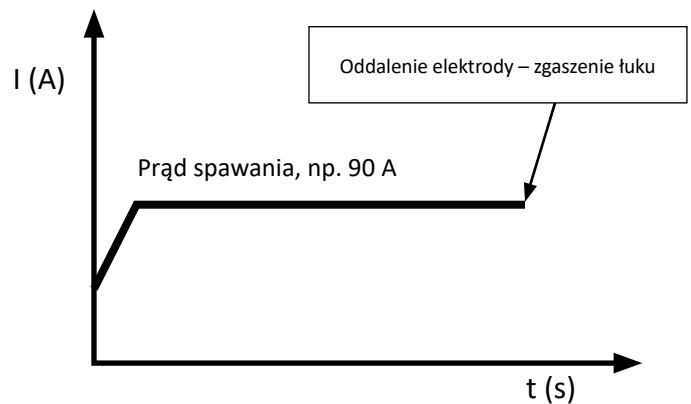 I (A)
Oddalenie elektrody – zgaszenie łuku
Prąd spawania, np. 90 A
t (s)